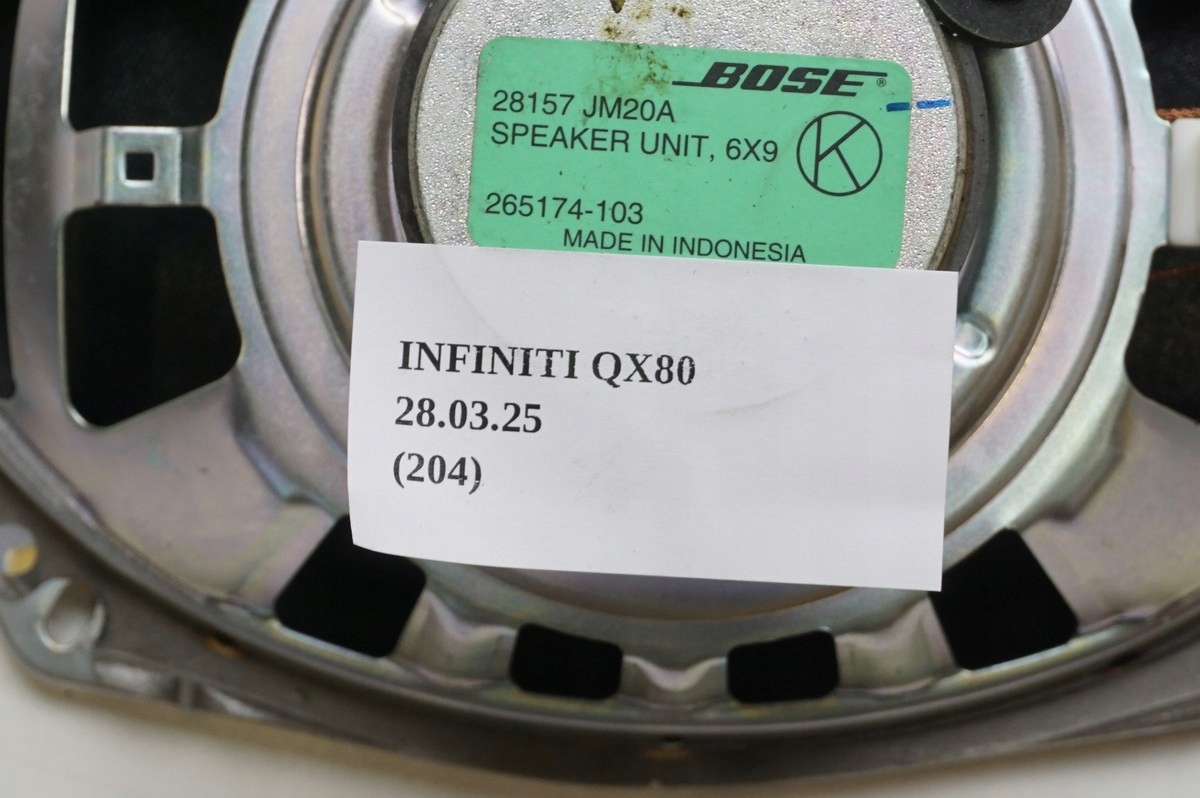 BOSE®
28157 JM20A
SPEAKER UNIT, 6X9
K
265174-103
MADE IN INDONESIA
INFINITI QX80
28.03.25
(204)